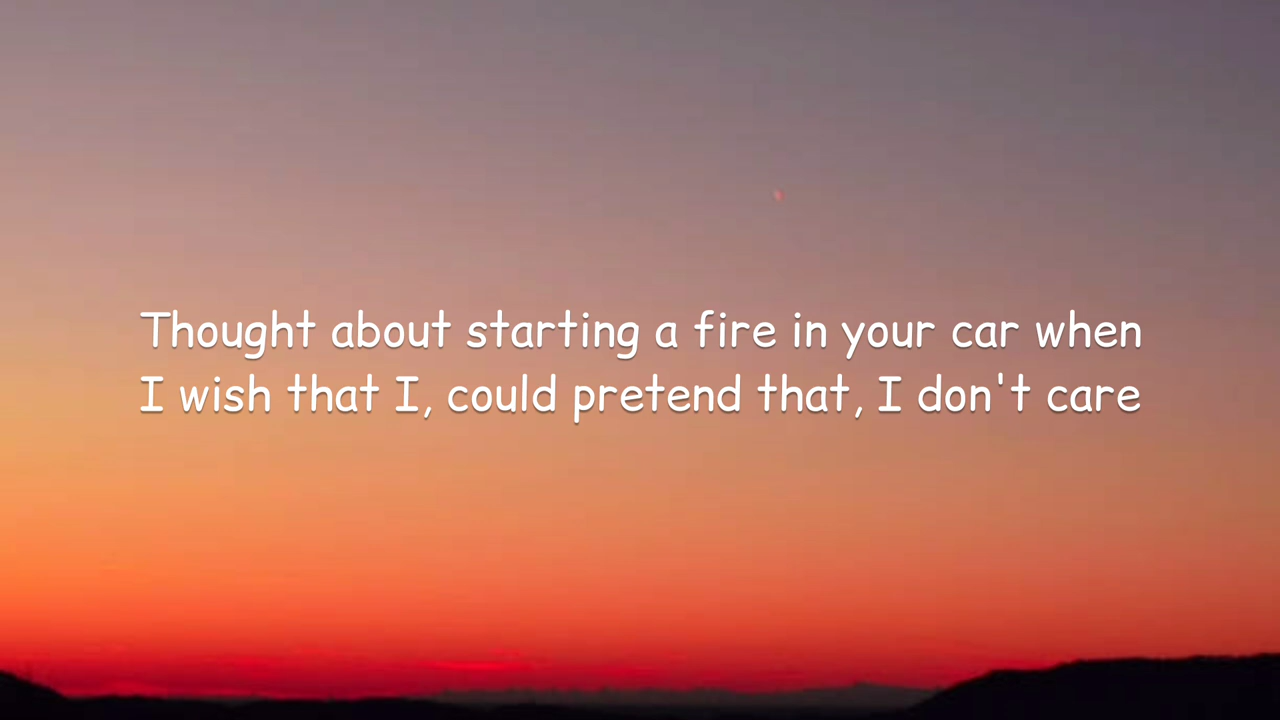 Thought about starting a fire in your car when
I wish that I, could pretend that, I don't care